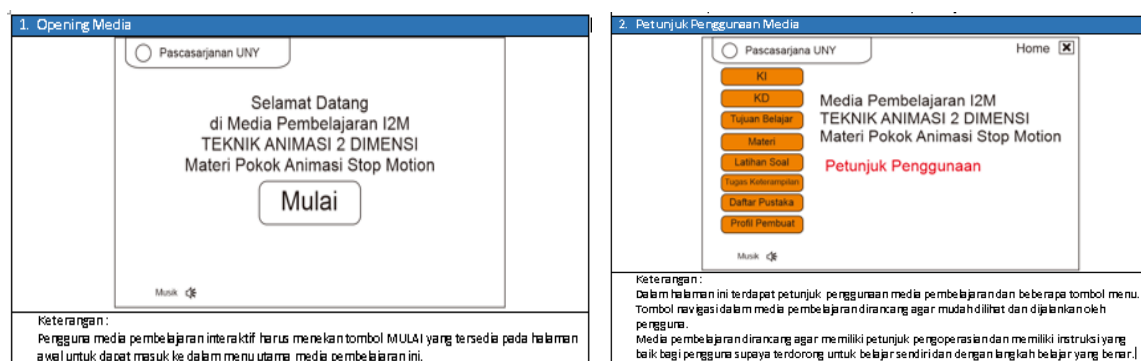 1. Opening Media
Pascasarjanan UNY
Selamat Datang
di Media Pembelajaran I2M
TEKNIK ANIMASI 2 DIMENSI
Materi Pokok Animasi Stop Motion
Mulai
Musik
Keterangan :
Pengguna media pembelajaran interaktif harus menekan tombol MULAI yang tersedia pada halaman
awal untuk dapat masuk ke dalam menu utama media pembelajaran ini.
2. Petunjuk Penggunaan Media
Pascasarjana UNY
Home
KI
KD
Tujuan Belajar
Materi
Latihan Soal
Tugas Keterampilan
Daftar Pustaka
Profil Pembuat
Media Pembelajaran I2M
TEKNIK ANIMASI 2 DIMENSI
Materi Pokok Animasi Stop Motion
Petunjuk Penggunaan
Musik
Keterangan :
Dalam halaman ini terdapat petunjuk penggunaan media pembelajaran dan beberapa tombol menu.
Tombol navigasi dalam media pembelajaran dirancang agar mudah dilihat dan dijalankan oleh
pengguna.
Media pembelajaran dirancang agar memiliki petunjuk pengoperasian dan memiliki instruksi yang
baik bagi pengguna supaya terdorong untuk belajar sendiri dan dengan langkah belajar yang benar.